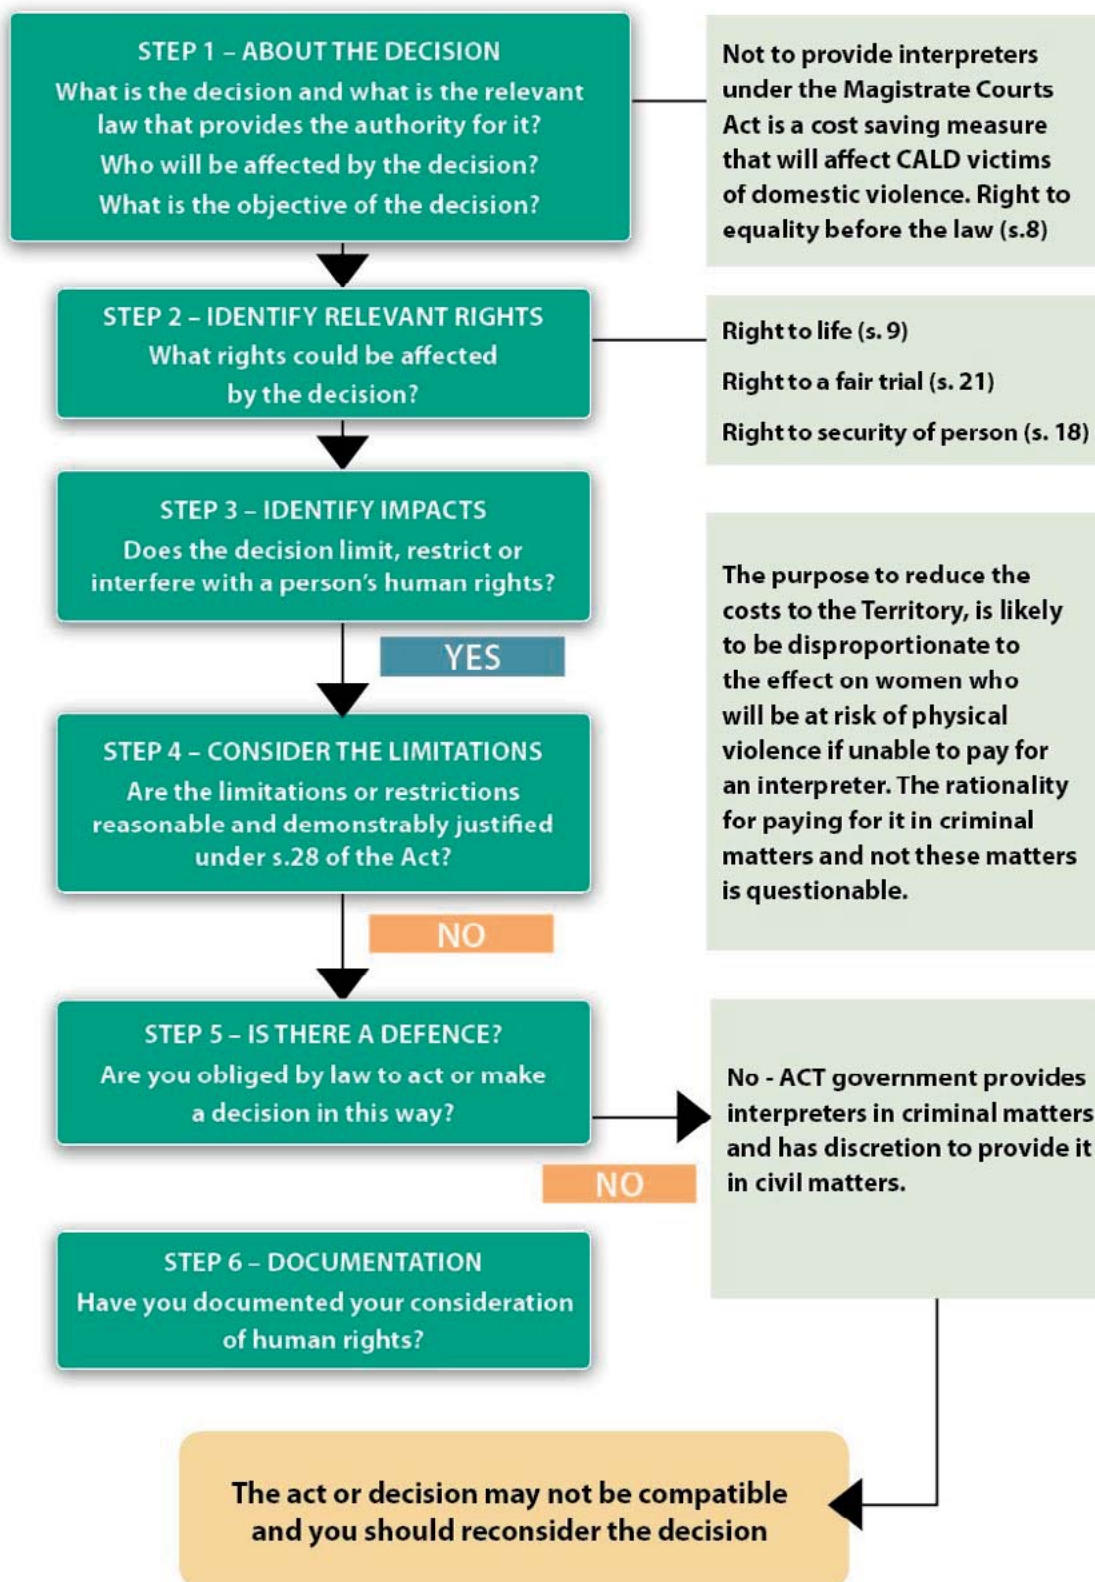 STEP 1 – ABOUT THE DECISION
What is the decision and what is the relevant
law that provides the authority for it?
Who will be affected by the decision?
What is the objective of the decision?
Not to provide interpreters
under the Magistrate Courts
Act is a cost saving measure
that will affect CALD victims
of domestic violence. Right to
equality before the law (s.8)
STEP 2 – IDENTIFY RELEVANT RIGHTS
What rights could be affected
by the decision?
Right to life (s. 9)
Right to a fair trial (s. 21)
Right to security of person (s. 18)
STEP 3 – IDENTIFY IMPACTS
Does the decision limit, restrict or
interfere with a person's human rights?
YES
STEP 4 – CONSIDER THE LIMITATIONS
Are the limitations or restrictions
reasonable and demonstrably justified
under s.28 of the Act?
The purpose to reduce the
costs to the Territory, is likely
to be disproportionate to
the effect on women who
will be at risk of physical
violence if unable to pay for
an interpreter. The rationality
for paying for it in criminal
matters and not these matters
is questionable.
NO
STEP 5 – IS THERE A DEFENCE?
Are you obliged by law to act or make
a decision in this way?
No - ACT government provides
interpreters in criminal matters
and has discretion to provide it
in civil matters.
NO
STEP 6 – DOCUMENTATION
Have you documented your consideration
of human rights?
The act or decision may not be compatible
and you should reconsider the decision